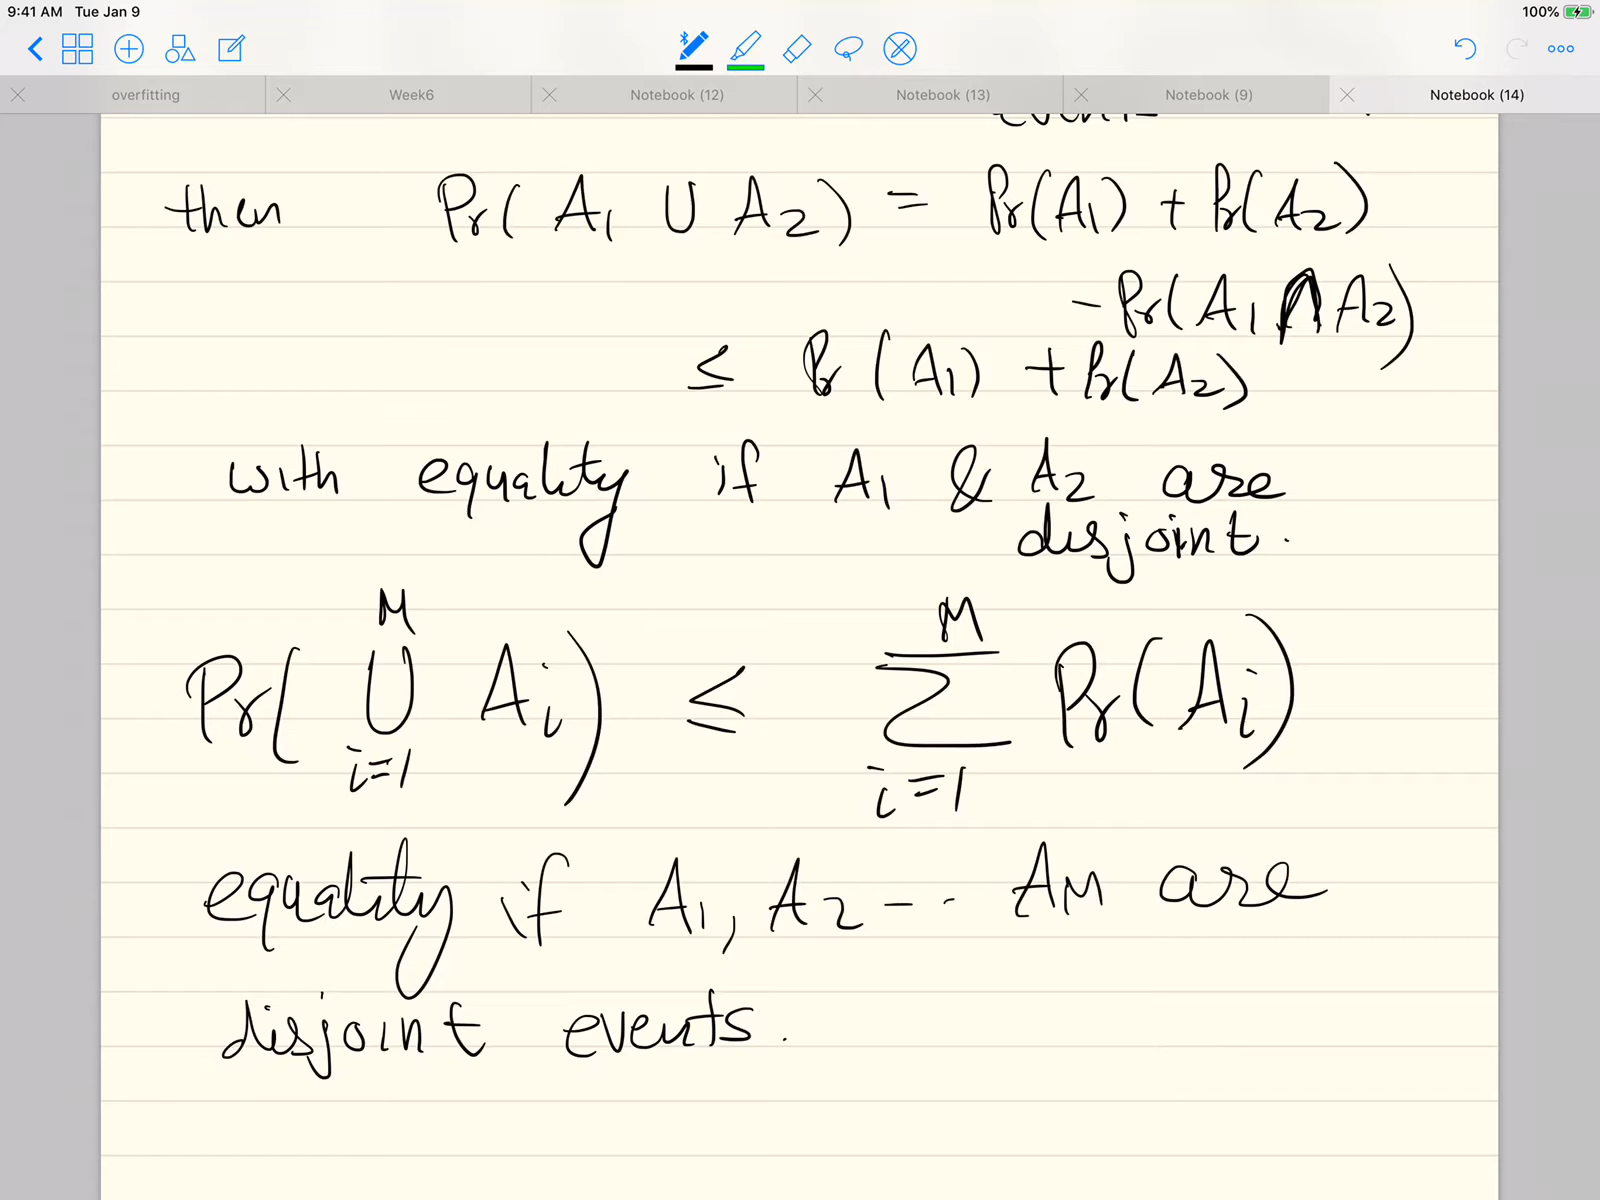 9:41 AM Tue Jan 9 100%
overfitting Week6 Notebook (12) Notebook (13) Notebook (9) Notebook (14)
then Pr( A₁ ∪ A₂ ) = Pr(A₁) + Pr(A₂)
- Pr( A₁ ∩ A₂ )
≤ Pr (A₁) + Pr(A₂)
with equality if A₁ & A₂ are
disjoint.
Pr( ⋃_{i=1}^{M} Aᵢ ) ≤ ∑_{i=1}^{M} Pr(Aᵢ)
equality if A₁, A₂ -- A_M are
disjoint events.